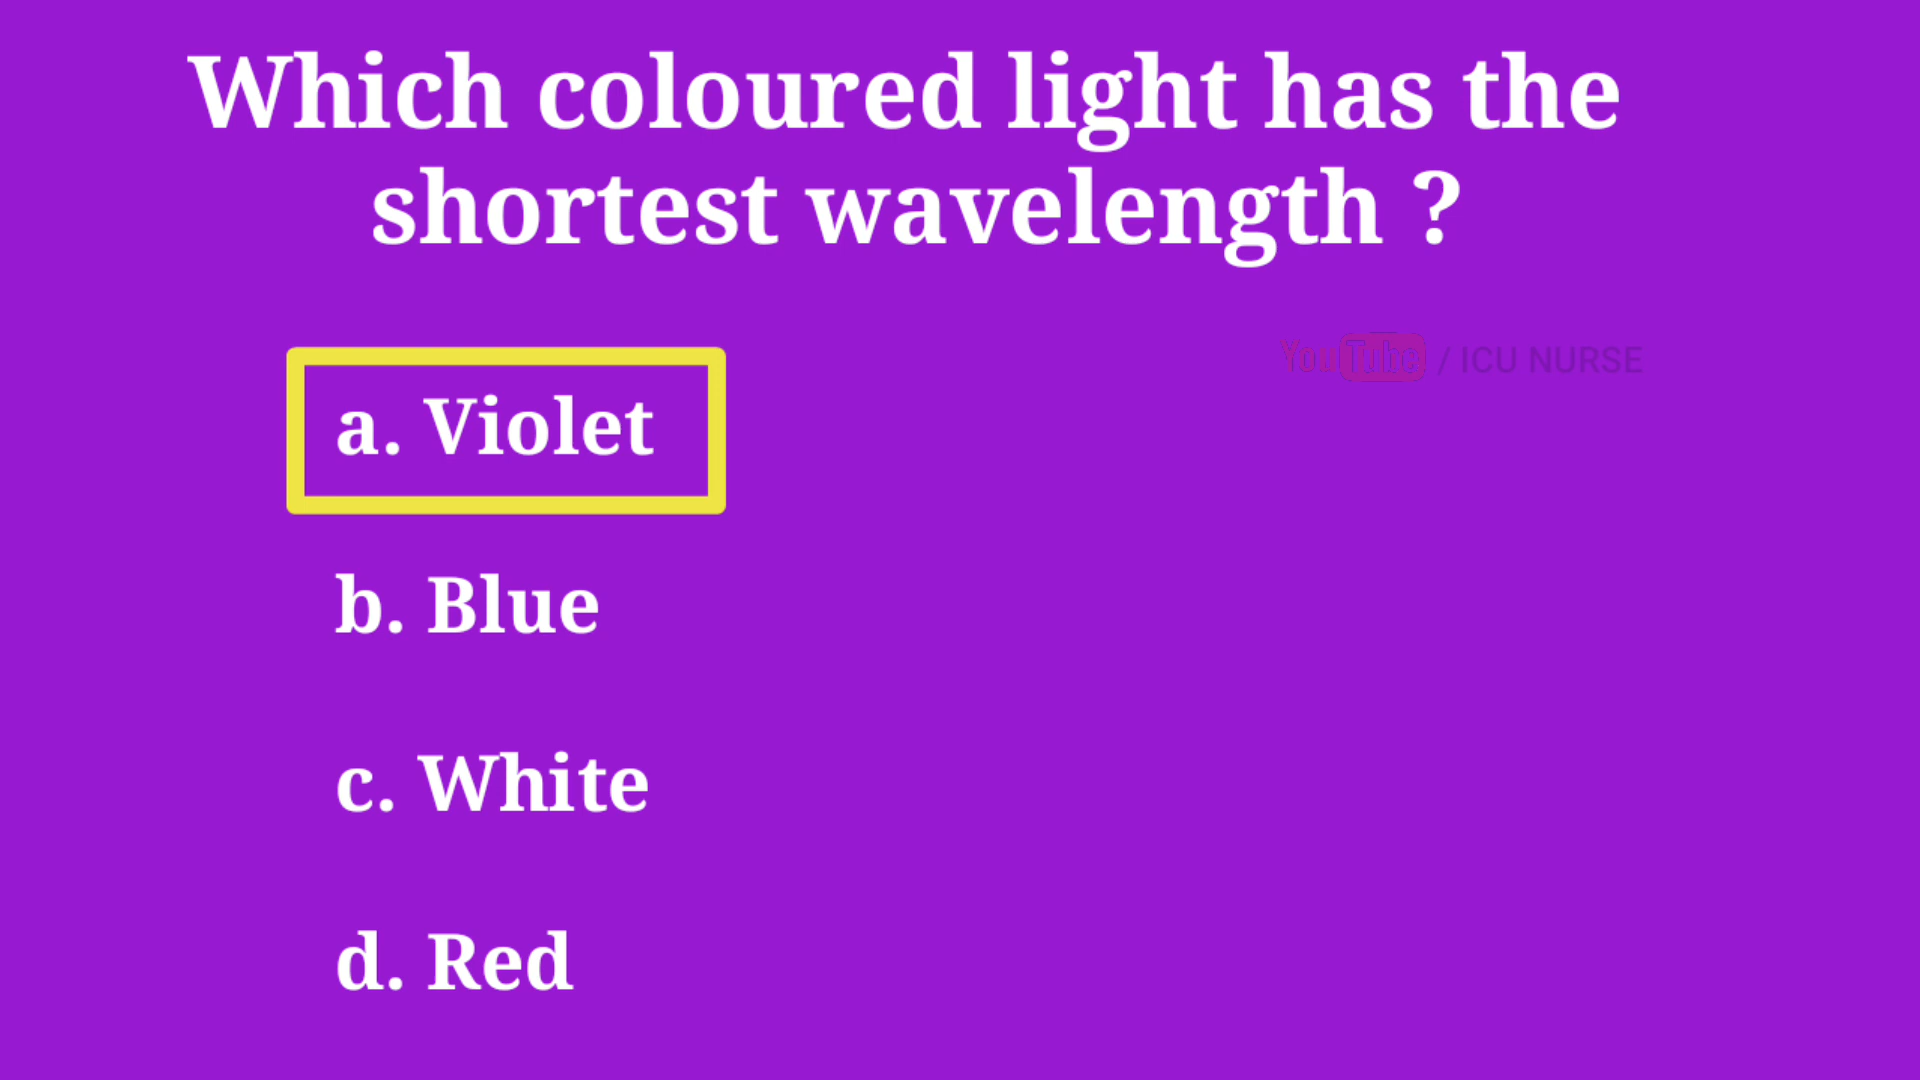 Which coloured light has the
shortest wavelength ?
YouTube / ICU NURSE
a. Violet
b. Blue
c. White
d. Red